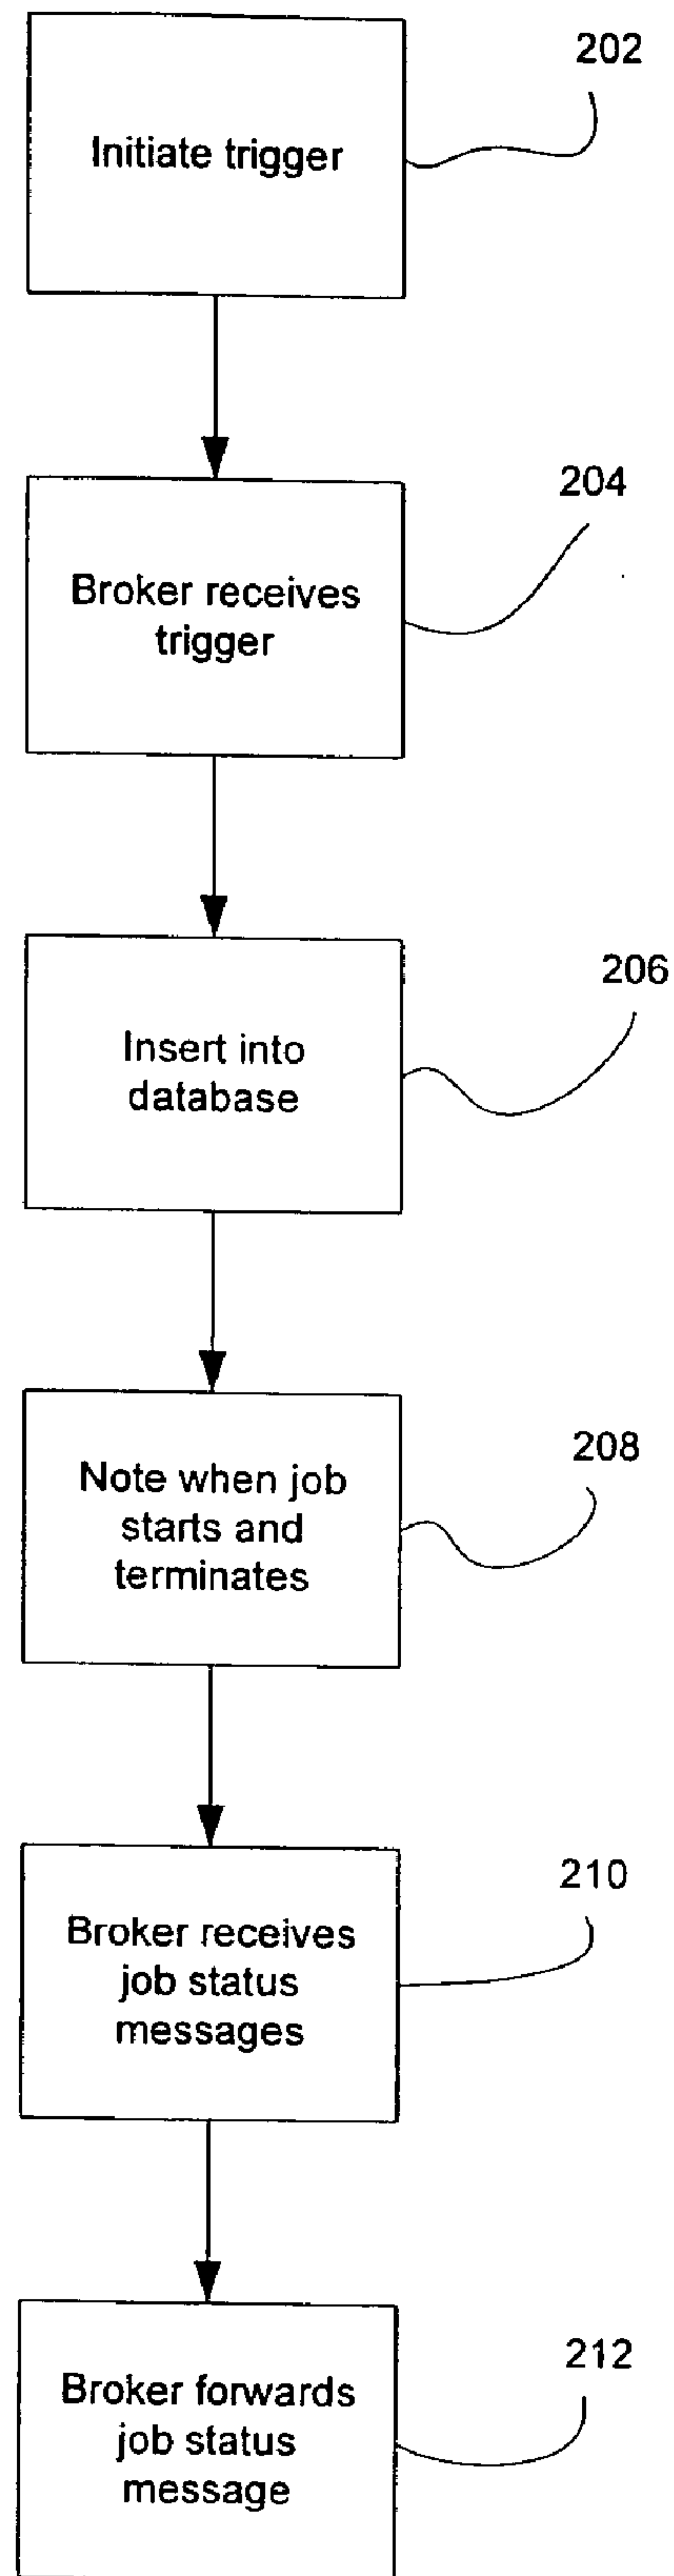 202
Initiate trigger
204
Broker receives
trigger
206
Insert into
database
208
Note when job
starts and
terminates
210
Broker receives
job status
messages
212
Broker forwards
job status
message